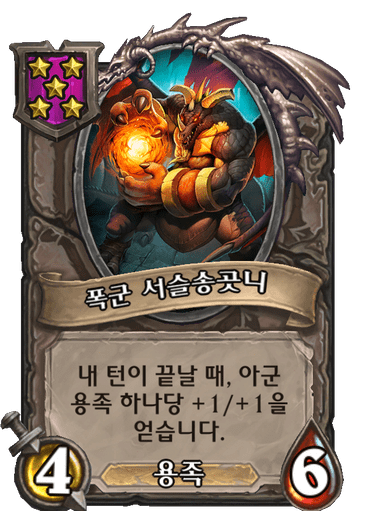 폭군 서슬송곳니
내 턴이 끝날 때, 아군
용족 하나당 +1/+1을
얻습니다.
4
용족
6